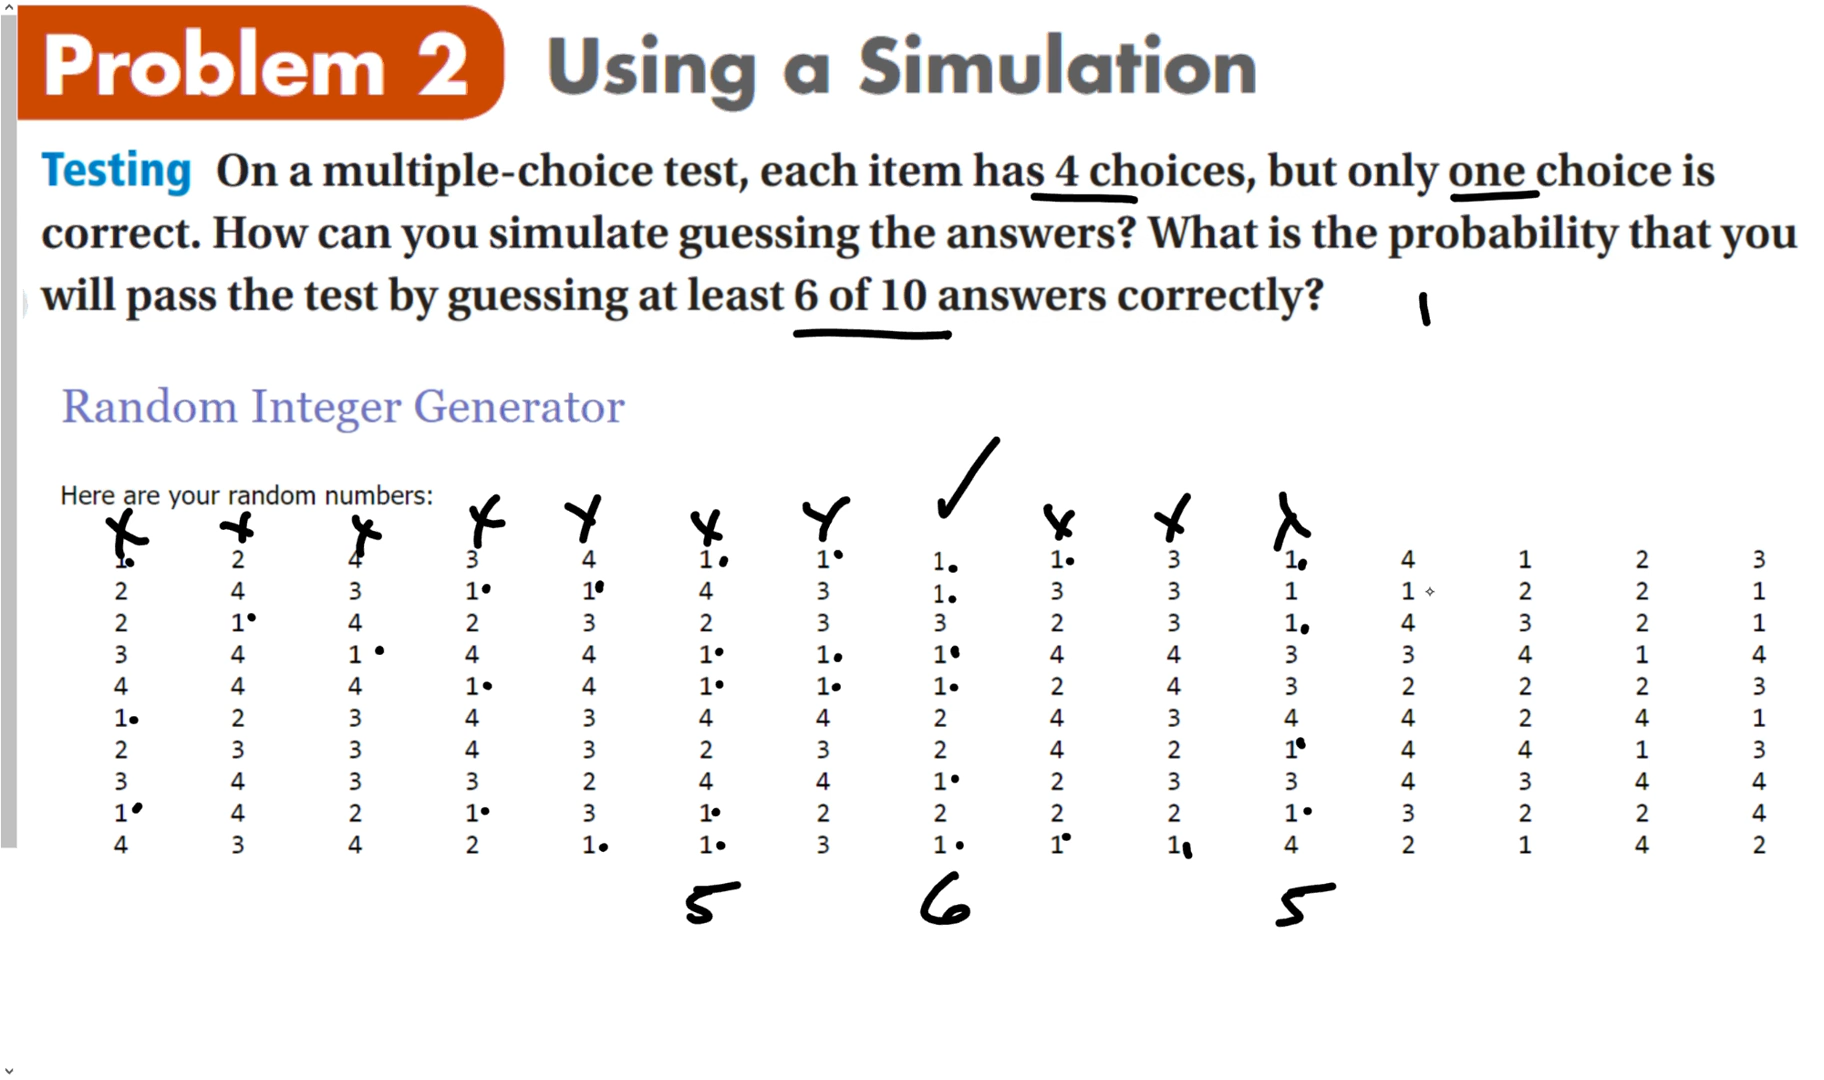 Problem 2 Using a Simulation
Testing On a multiple-choice test, each item has 4 choices, but only one choice is
correct. How can you simulate guessing the answers? What is the probability that you
will pass the test by guessing at least 6 of 10 answers correctly? 1
Random Integer Generator
Here are your random numbers:
1 2 4 3 4 1 1 1 1 3 1 4 1 2 3
2 4 3 1 1 4 3 1 3 3 1 1 2 2 1
2 1 4 2 3 2 3 3 2 3 1 4 3 2 1
3 4 1 4 4 1 1 1 4 4 3 3 4 1 4
4 4 4 1 4 1 1 1 2 4 3 2 2 2 3
1 2 3 4 3 4 4 2 4 3 4 4 2 4 1
2 3 3 4 3 2 3 2 4 2 1 4 4 1 3
3 4 3 3 2 4 4 1 2 3 3 4 3 4 4
1 4 2 1 3 1 2 2 2 2 1 3 2 2 4
4 3 4 2 1 1 3 1 1 1 4 2 1 4 2
5 6 5